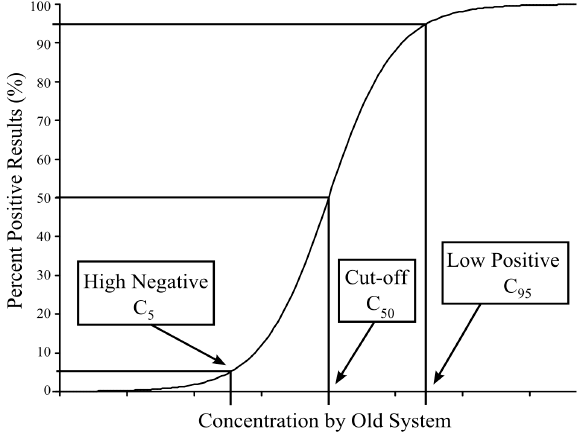 100
90
80
70
60
50
40
30
20
10
0
Percent Positive Results (%)
High Negative
C5
Cut-off
C50
Low Positive
C95
Concentration by Old System